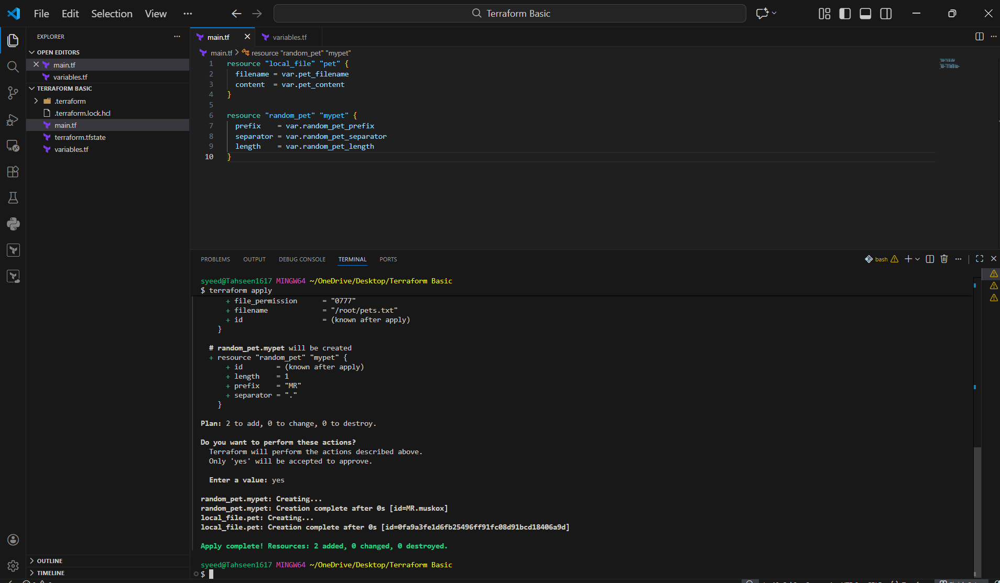 File Edit Selection View ··· Terraform Basic
EXPLORER ···
OPEN EDITORS
main.tf
variables.tf
TERRAFORM BASIC
.terraform
.terraform.lock.hcl
main.tf
terraform.tfstate
variables.tf
OUTLINE
TIMELINE
main.tf variables.tf
main.tf > resource "random_pet" "mypet"
1 resource "local_file" "pet" {
2 filename = var.pet_filename
3 content = var.pet_content
4 }
5
6 resource "random_pet" "mypet" {
7 prefix = var.random_pet_prefix
8 separator = var.random_pet_separator
9 length = var.random_pet_length
10 }
PROBLEMS OUTPUT DEBUG CONSOLE TERMINAL PORTS bash
syeed@Tahseen1617 MINGW64 ~/OneDrive/Desktop/Terraform Basic
$ terraform apply
+ file_permission = "0777"
+ filename = "/root/pets.txt"
+ id = (known after apply)
}
# random_pet.mypet will be created
+ resource "random_pet" "mypet" {
+ id = (known after apply)
+ length = 1
+ prefix = "MR"
+ separator = "."
}
Plan: 2 to add, 0 to change, 0 to destroy.
Do you want to perform these actions?
Terraform will perform the actions described above.
Only 'yes' will be accepted to approve.
Enter a value: yes
random_pet.mypet: Creating...
random_pet.mypet: Creation complete after 0s [id=MR.muskox]
local_file.pet: Creating...
local_file.pet: Creation complete after 0s [id=0fa9a3fe1d6fb25496ff91fc08d91bcd18406a9d]
Apply complete! Resources: 2 added, 0 changed, 0 destroyed.
syeed@Tahseen1617 MINGW64 ~/OneDrive/Desktop/Terraform Basic
$